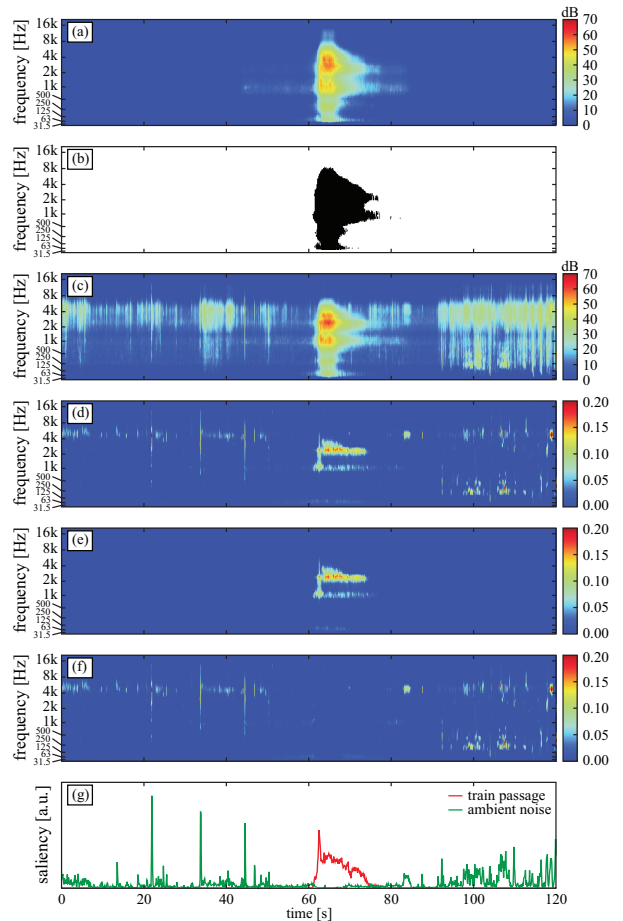 dB
(a)
frequency [Hz]
16k
8k
4k
2k
1k
500
250
125
63
31.5
70
60
50
40
30
20
10
0
(b)
frequency [Hz]
16k
8k
4k
2k
1k
500
250
125
63
31.5
dB
(c)
frequency [Hz]
16k
8k
4k
2k
1k
500
250
125
63
31.5
70
60
50
40
30
20
10
0
(d)
frequency [Hz]
16k
8k
4k
2k
1k
500
250
125
63
31.5
0.20
0.15
0.10
0.05
0.00
(e)
frequency [Hz]
16k
8k
4k
2k
1k
500
250
125
63
31.5
0.20
0.15
0.10
0.05
0.00
(f)
frequency [Hz]
16k
8k
4k
2k
1k
500
250
125
63
31.5
0.20
0.15
0.10
0.05
0.00
(g)
saliency [a.u.]
train passage
ambient noise
0 20 40 60 80 100 120
time [s]